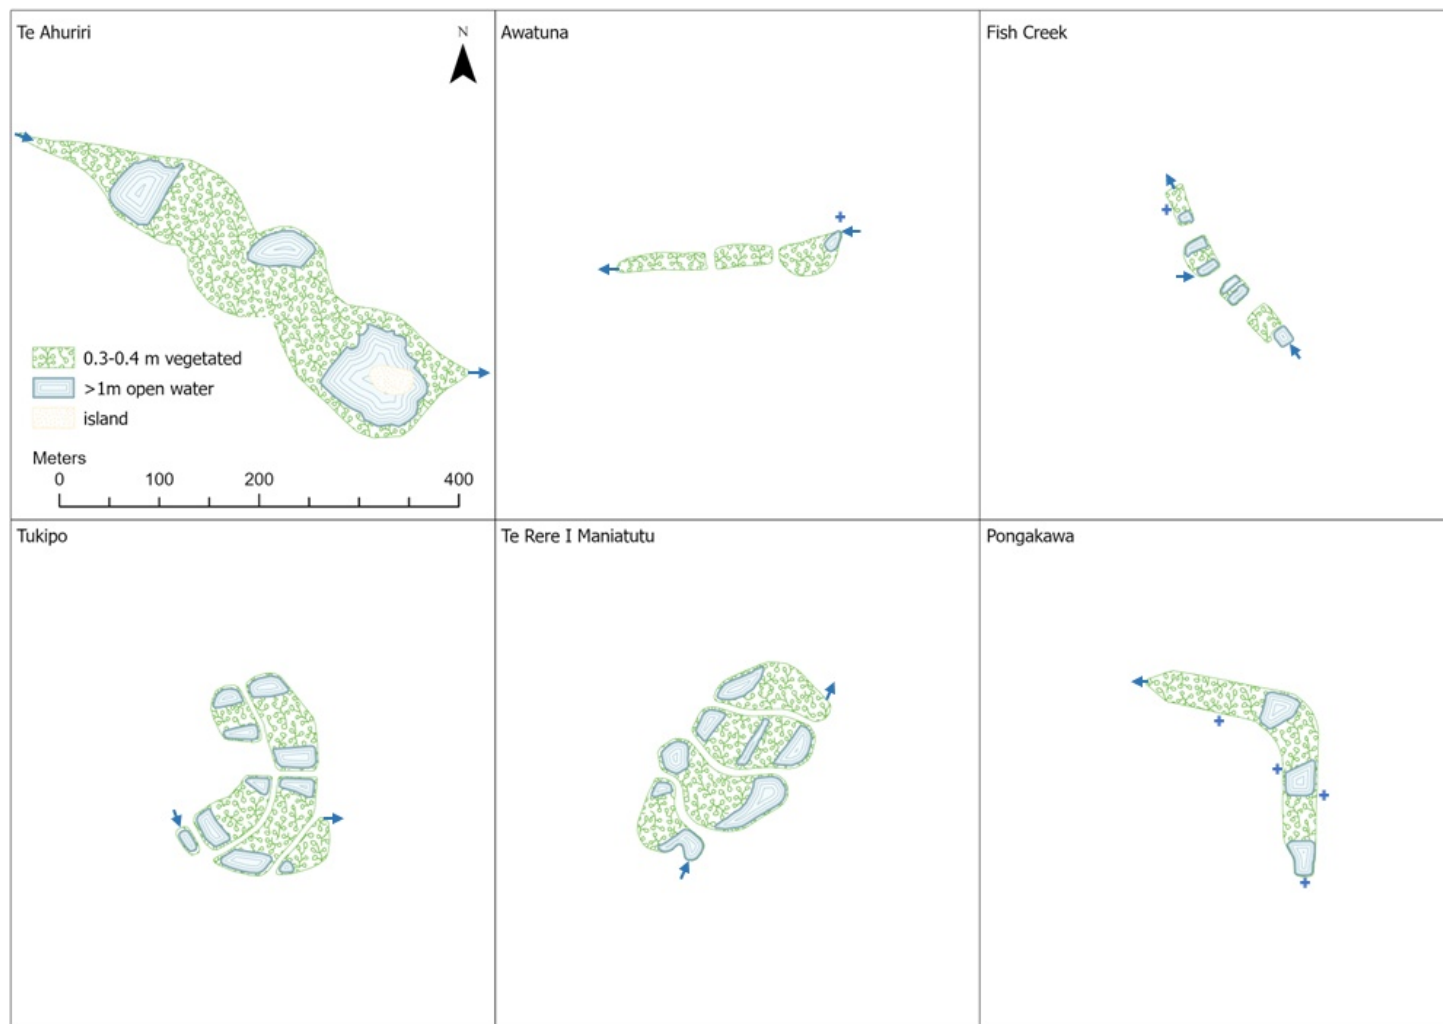 Te Ahuriri
N
Awatuna
Fish Creek
0.3-0.4 m vegetated
>1m open water
island
Meters
0 100 200 400
Tukipo
Te Rere I Maniatutu
Pongakawa